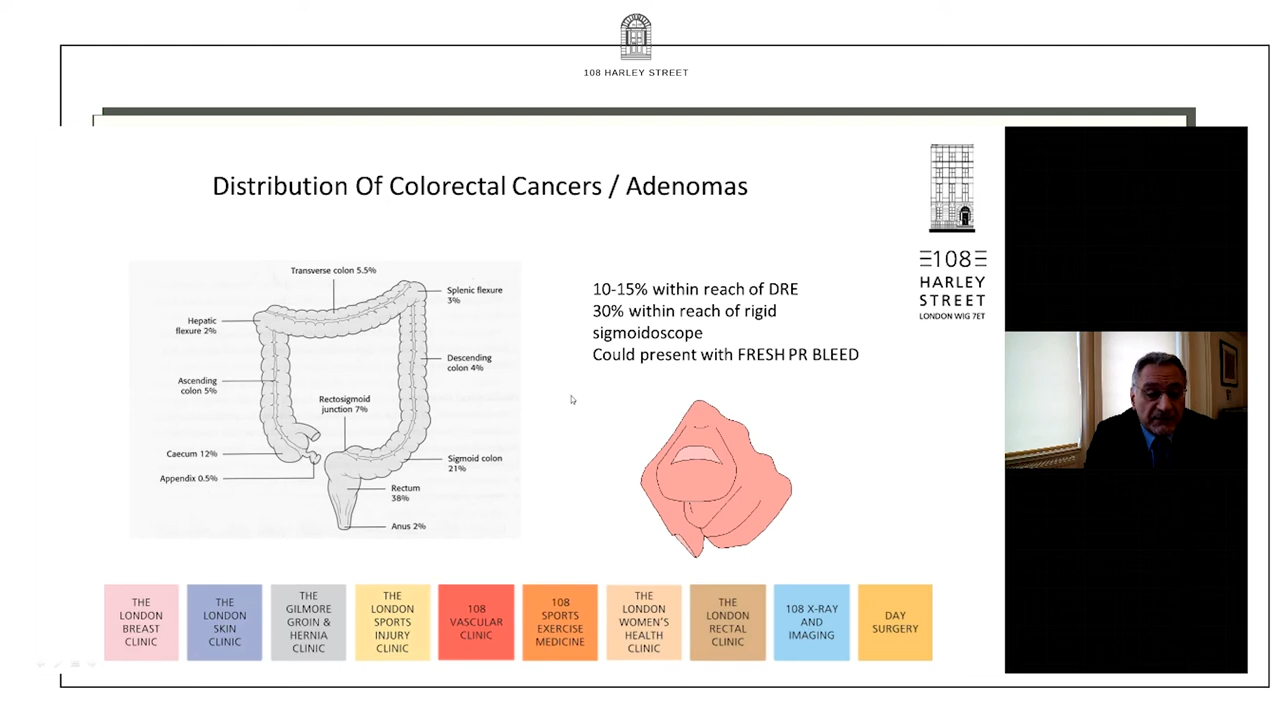 108 HARLEY STREET
Distribution Of Colorectal Cancers / Adenomas
108
HARLEY
STREET
LONDON W1G 7ET
Transverse colon 5.5%
Splenic flexure
3%
Hepatic
flexure 2%
Descending
colon 4%
Ascending
colon 5%
Rectosigmoid
junction 7%
Caecum 12%
Sigmoid colon
21%
Appendix 0.5%
Rectum
38%
Anus 2%
10-15% within reach of DRE
30% within reach of rigid
sigmoidoscope
Could present with FRESH PR BLEED
THE
LONDON
BREAST
CLINIC
THE
LONDON
SKIN
CLINIC
THE
GILMORE
GROIN &
HERNIA
CLINIC
THE
LONDON
SPORTS
INJURY
CLINIC
108
VASCULAR
CLINIC
108
SPORTS
EXERCISE
MEDICINE
THE
LONDON
WOMEN'S
HEALTH
CLINIC
THE
LONDON
RECTAL
CLINIC
108 X-RAY
AND
IMAGING
DAY
SURGERY